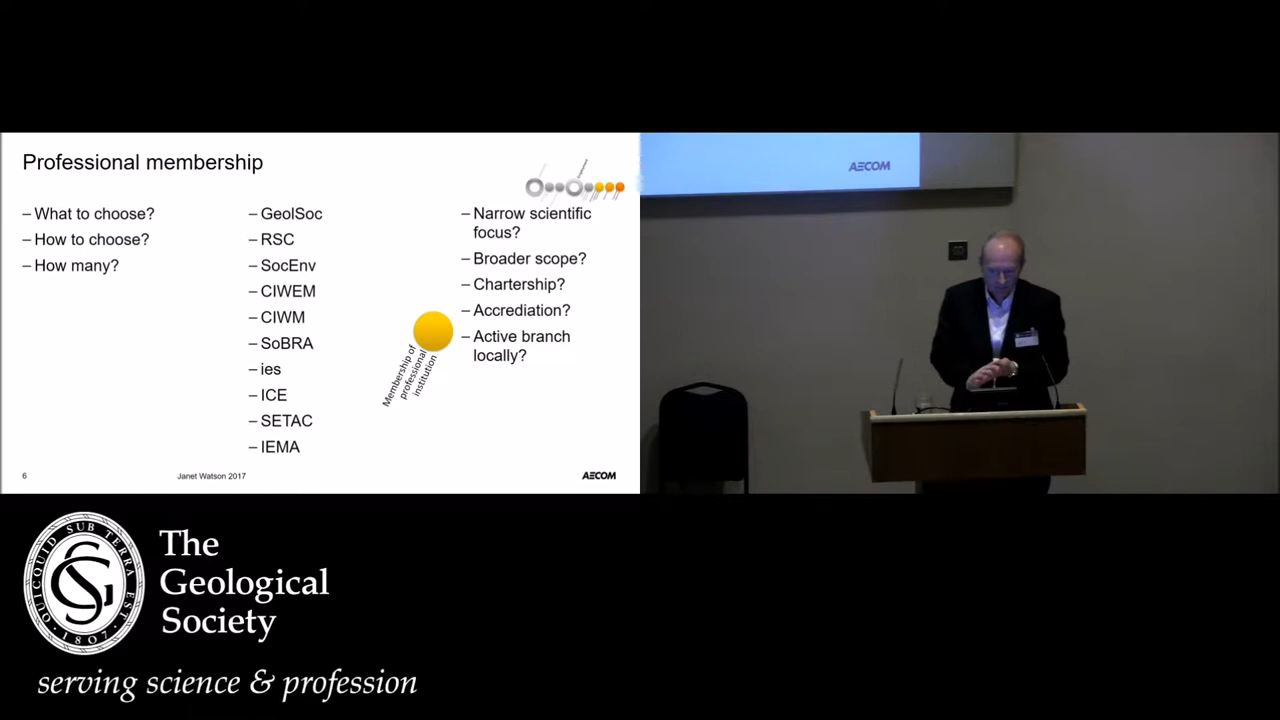 Professional membership
– What to choose?
– How to choose?
– How many?
– GeolSoc
– RSC
– SocEnv
– CIWEM
– CIWM
– SoBRA
– ies
– ICE
– SETAC
– IEMA
Membership of
professional
institution
– Narrow scientific
focus?
– Broader scope?
– Chartership?
– Accrediation?
– Active branch
locally?
6
Janet Watson 2017
AECOM
AECOM
QUICQUID SUB TERRA EST
1807
The
Geological
Society
serving science & profession